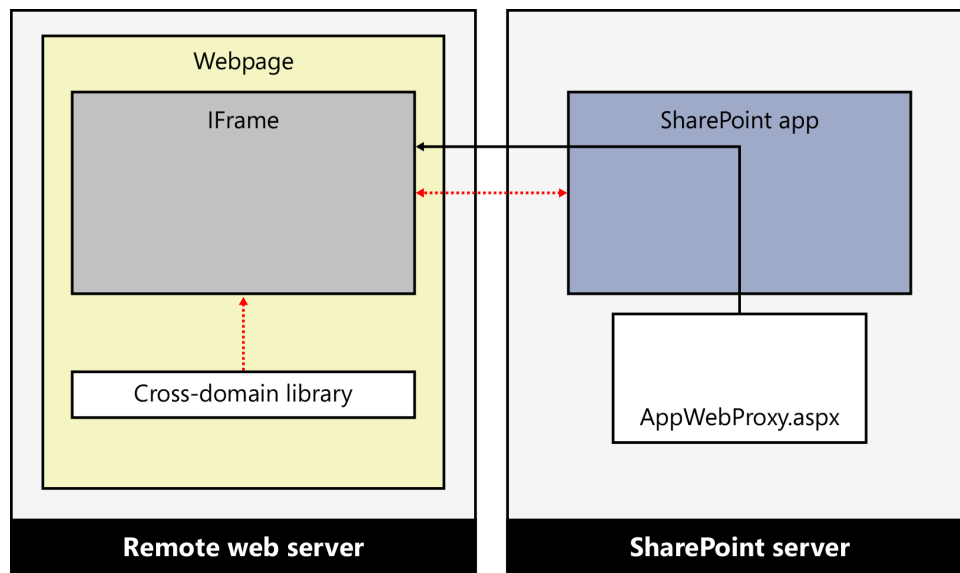 Webpage
IFrame
Cross-domain library
Remote web server
SharePoint app
AppWebProxy.aspx
SharePoint server